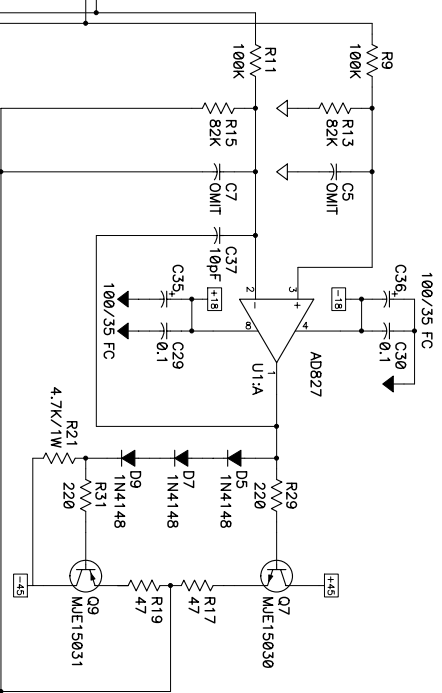 R11
100K
R9
100K
R15
82K
R13
82K
C7
OMIT
C5
OMIT
C37
10pF
C35
+
100/35 FC
C29
0.1
+18
-18
C36
+
100/35 FC
C30
0.1
2
-
3
+
8
4
1
U1:A
AD827
R21
4.7K/1W
D9
1N4148
D7
1N4148
D5
1N4148
R31
220
R29
220
-45
+45
Q9
MJE15031
R19
47
R17
47
Q7
MJE15030